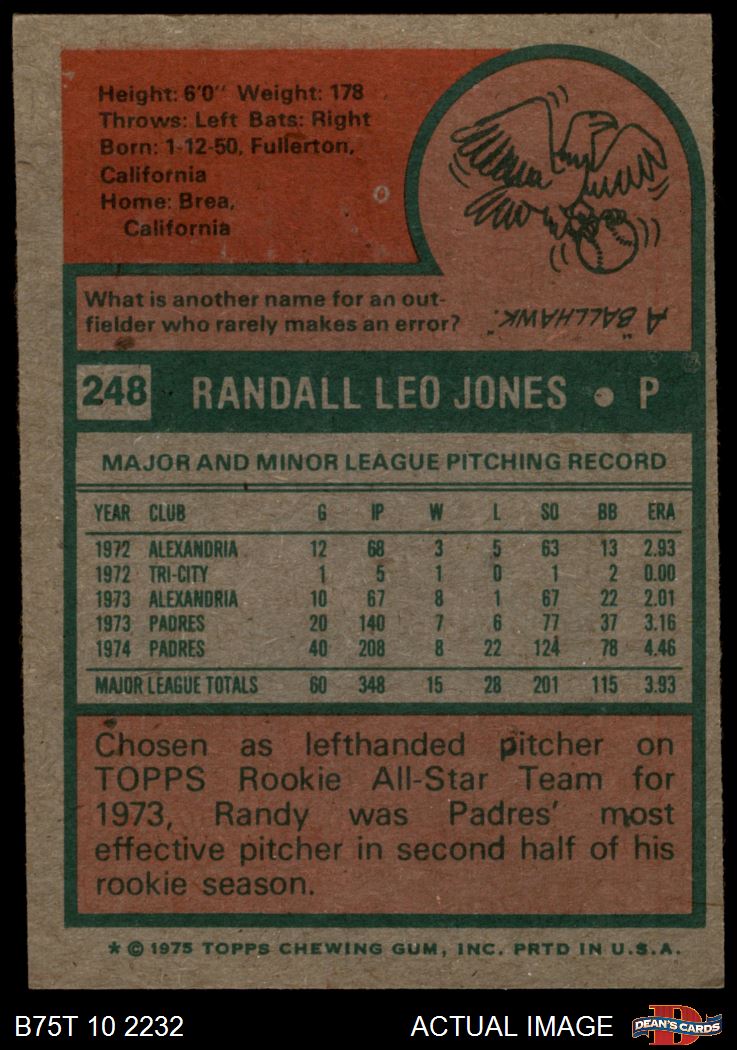 Height: 6'0" Weight: 178
Throws: Left Bats: Right
Born: 1-12-50, Fullerton,
California
Home: Brea,
California
What is another name for an out-
fielder who rarely makes an error?
A "BALLHAWK."
248 RANDALL LEO JONES • P
MAJOR AND MINOR LEAGUE PITCHING RECORD
YEAR CLUB G IP W L SO BB ERA
1972 ALEXANDRIA 12 68 3 5 63 13 2.93
1972 TRI-CITY 1 5 1 0 1 2 0.00
1973 ALEXANDRIA 10 67 8 1 67 22 2.01
1973 PADRES 20 140 7 6 77 37 3.16
1974 PADRES 40 208 8 22 124 78 4.46
MAJOR LEAGUE TOTALS 60 348 15 28 201 115 3.93
Chosen as lefthanded pitcher on
TOPPS Rookie All-Star Team for
1973, Randy was Padres' most
effective pitcher in second half of his
rookie season.
* © 1975 TOPPS CHEWING GUM, INC. PRTD IN U.S.A.
B75T 10 2232 ACTUAL IMAGE D DEAN'S CARDS